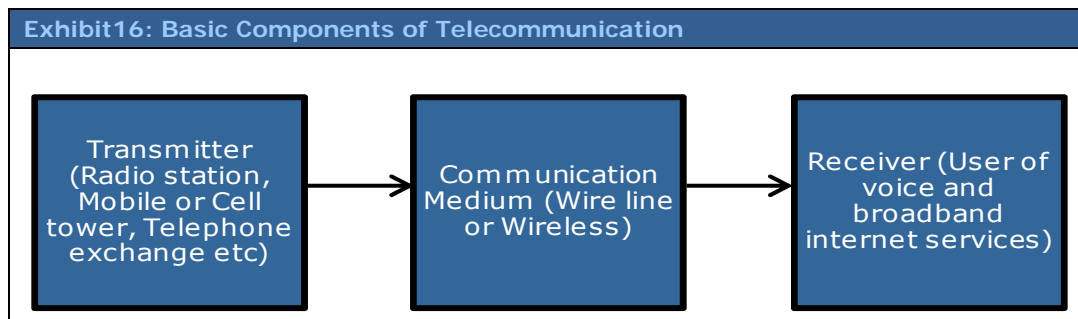 Exhibit16: Basic Components of Telecommunication
Transmitter
(Radio station,
Mobile or Cell
tower, Telephone
exchange etc)
Communication
Medium (Wire line
or Wireless)
Receiver (User of
voice and
broadband
internet services)